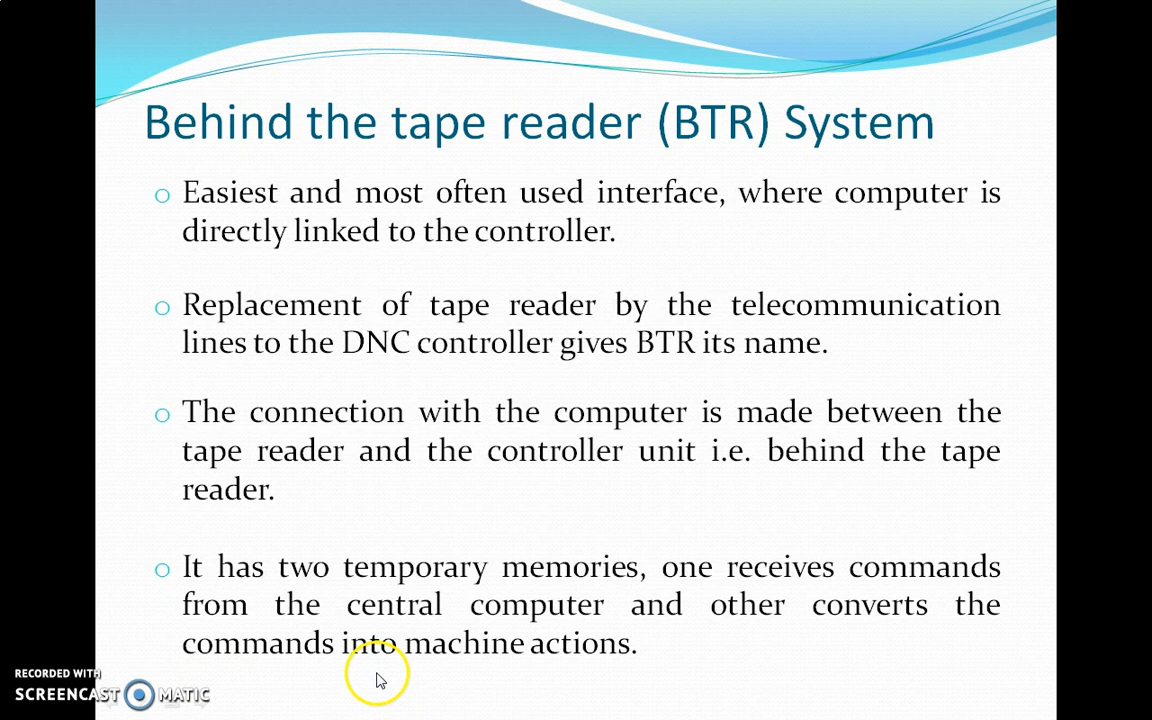 Behind the tape reader (BTR) System
Easiest and most often used interface, where computer is
directly linked to the controller.
Replacement of tape reader by the telecommunication
lines to the DNC controller gives BTR its name.
The connection with the computer is made between the
tape reader and the controller unit i.e. behind the tape
reader.
It has two temporary memories, one receives commands
from the central computer and other converts the
commands into machine actions.
RECORDED WITH
SCREENCAST MATIC